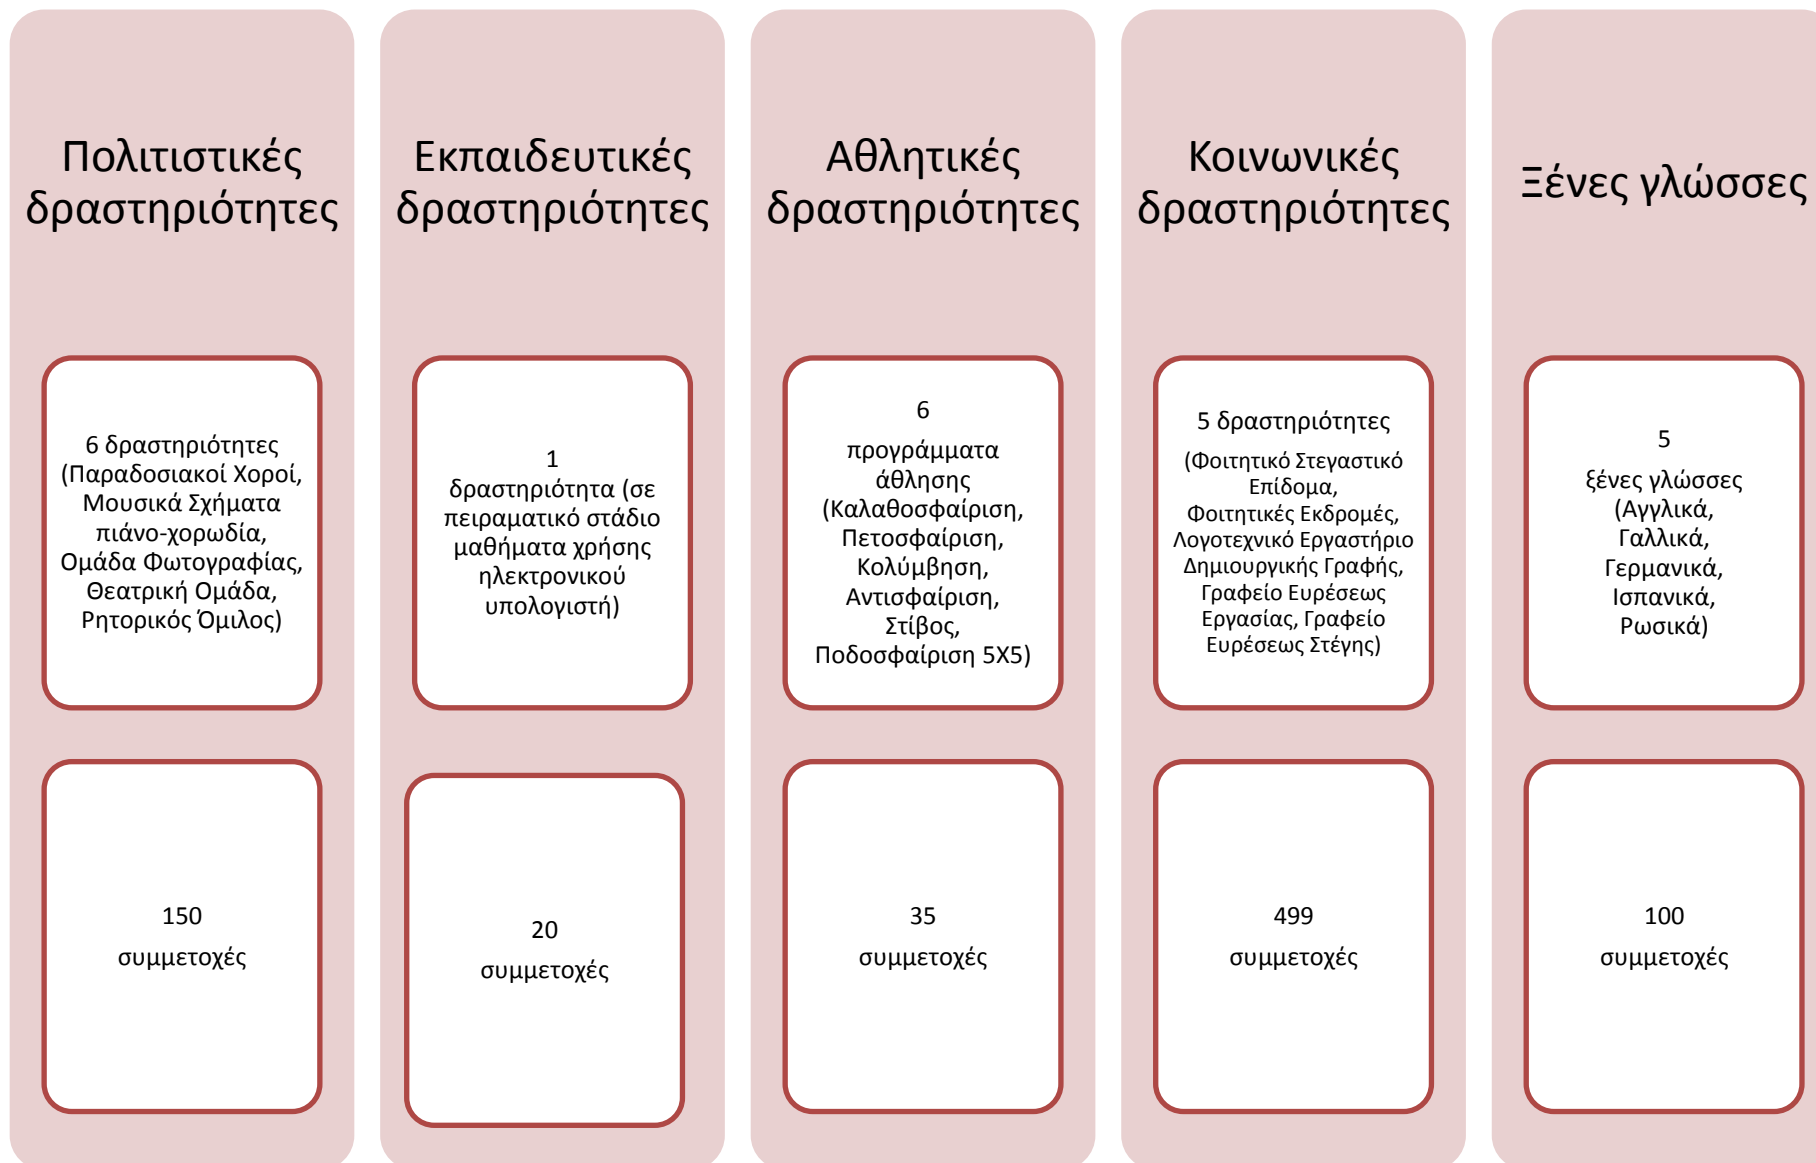 Πολιτιστικές
δραστηριότητες
6 δραστηριότητες
(Παραδοσιακοί Χοροί,
Μουσικά Σχήματα
πιάνο-χορωδία,
Ομάδα Φωτογραφίας,
Θεατρική Ομάδα,
Ρητορικός Όμιλος)
150
συμμετοχές
Εκπαιδευτικές
δραστηριότητες
1
δραστηριότητα (σε
πειραματικό στάδιο
μαθήματα χρήσης
ηλεκτρονικού
υπολογιστή)
20
συμμετοχές
Αθλητικές
δραστηριότητες
6
προγράμματα
άθλησης
(Καλαθοσφαίριση,
Πετοσφαίριση,
Κολύμβηση,
Αντισφαίριση,
Στίβος,
Ποδοσφαίριση 5Χ5)
35
συμμετοχές
Κοινωνικές
δραστηριότητες
5 δραστηριότητες
(Φοιτητικό Στεγαστικό
Επίδομα,
Φοιτητικές Εκδρομές,
Λογοτεχνικό Εργαστήριο
Δημιουργικής Γραφής,
Γραφείο Ευρέσεως
Εργασίας, Γραφείο
Ευρέσεως Στέγης)
499
συμμετοχές
Ξένες γλώσσες
5
ξένες γλώσσες
(Αγγλικά,
Γαλλικά,
Γερμανικά,
Ισπανικά,
Ρωσικά)
100
συμμετοχές